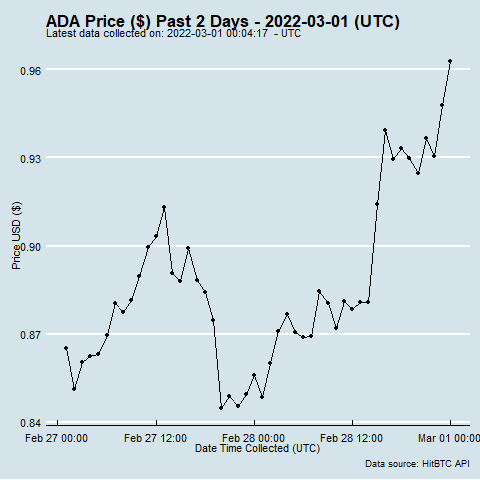 ADA Price ($) Past 2 Days - 2022-03-01 (UTC)
Latest data collected on: 2022-03-01 00:04:17  - UTC
0.96
0.93
0.90
0.87
0.84
Price USD ($)
Feb 27 00:00 Feb 27 12:00 Feb 28 00:00 Feb 28 12:00 Mar 01 00:00
Date Time Collected (UTC)
Data source: HitBTC API